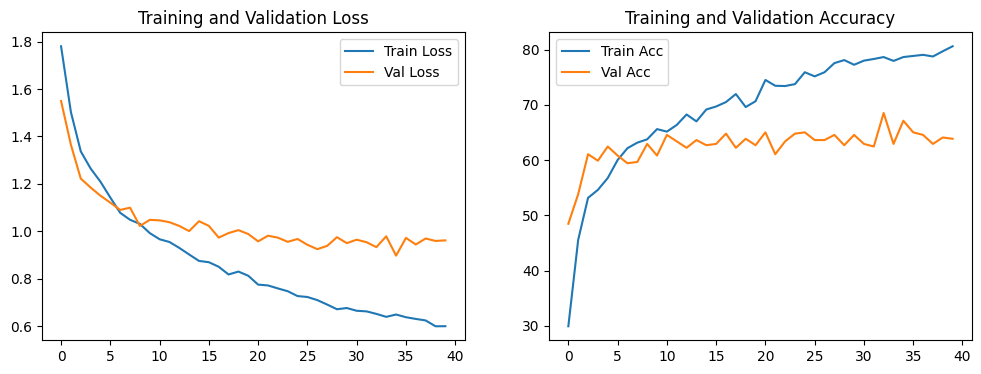 Training and Validation Loss
1.8
1.6
1.4
1.2
1.0
0.8
0.6
0 5 10 15 20 25 30 35 40
Train Loss
Val Loss
Training and Validation Accuracy
80
70
60
50
40
30
0 5 10 15 20 25 30 35 40
Train Acc
Val Acc